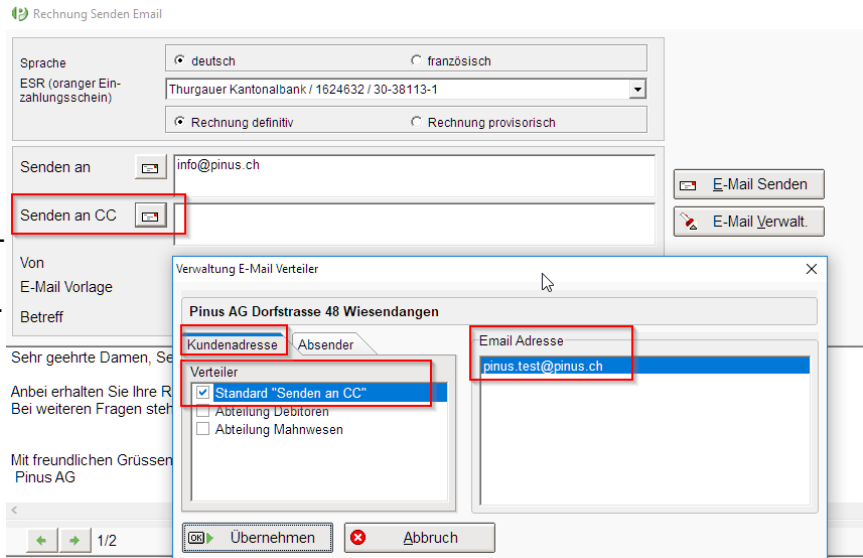 Rechnung Senden Email
Sprache
deutsch
französisch
ESR (oranger Ein-
zahlungsschein)
Thurgauer Kantonalbank / 1624632 / 30-38113-1
Rechnung definitiv
Rechnung provisorisch
Senden an
info@pinus.ch
Senden an CC
E-Mail Senden
E-Mail Verwalt.
Von
E-Mail Vorlage
Betreff
Verwaltung E-Mail Verteiler
Pinus AG Dorfstrasse 48 Wiesendangen
Kundenadresse
Absender
Email Adresse
Verteiler
pinus.test@pinus.ch
Standard "Senden an CC"
Abteilung Debitoren
Abteilung Mahnwesen
Sehr geehrte Damen, Se
Anbei erhalten Sie Ihre R
Bei weiteren Fragen steh
Mit freundlichen Grüssen
Pinus AG
OK
Übernehmen
Abbruch
1/2